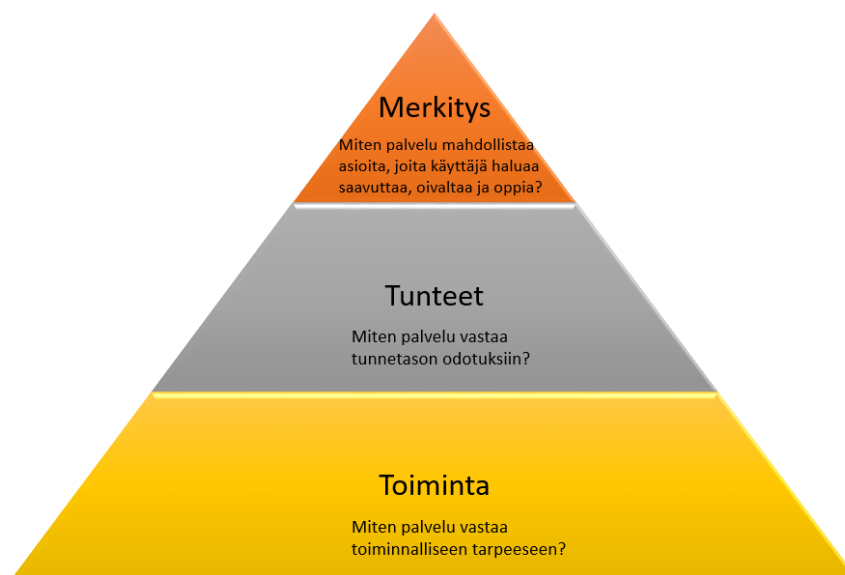 Merkitys
Miten palvelu mahdollistaa
asioita, joita käyttäjä haluaa
saavuttaa, oivaltaa ja oppia?
Tunteet
Miten palvelu vastaa
tunnetason odotuksiin?
Toiminta
Miten palvelu vastaa
toiminnalliseen tarpeeseen?